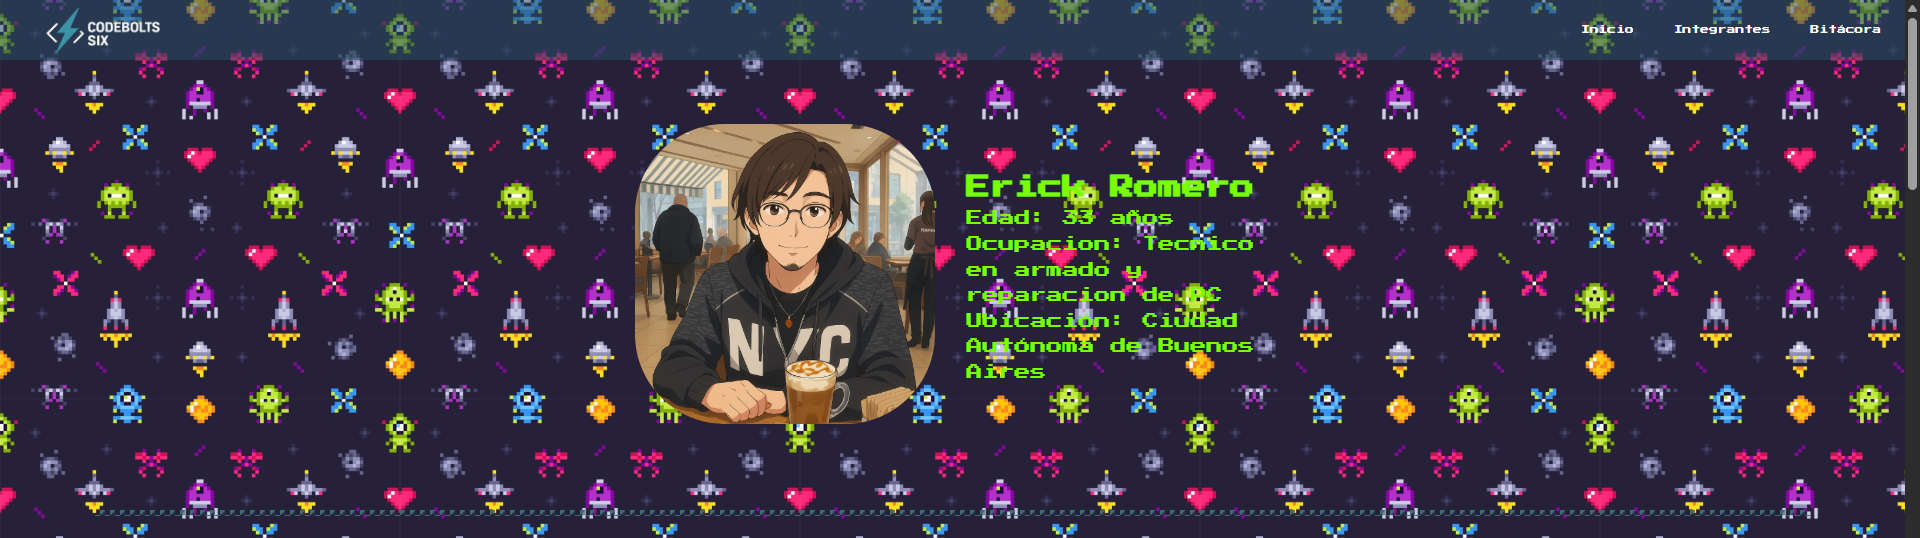 CODEBOLTS
SIX
Inicio
Integrantes
Bitácora
Erick Romero
Edad: 33 años
Ocupacion: Tecnico
en armado y
reparacion de PC
Ubicacion: Ciudad
Autónoma de Buenos
Aires
NYC